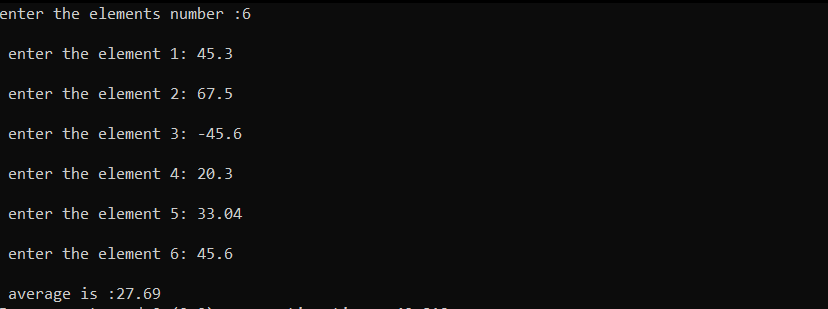 enter the elements number :6
enter the element 1: 45.3
enter the element 2: 67.5
enter the element 3: -45.6
enter the element 4: 20.3
enter the element 5: 33.04
enter the element 6: 45.6
average is :27.69